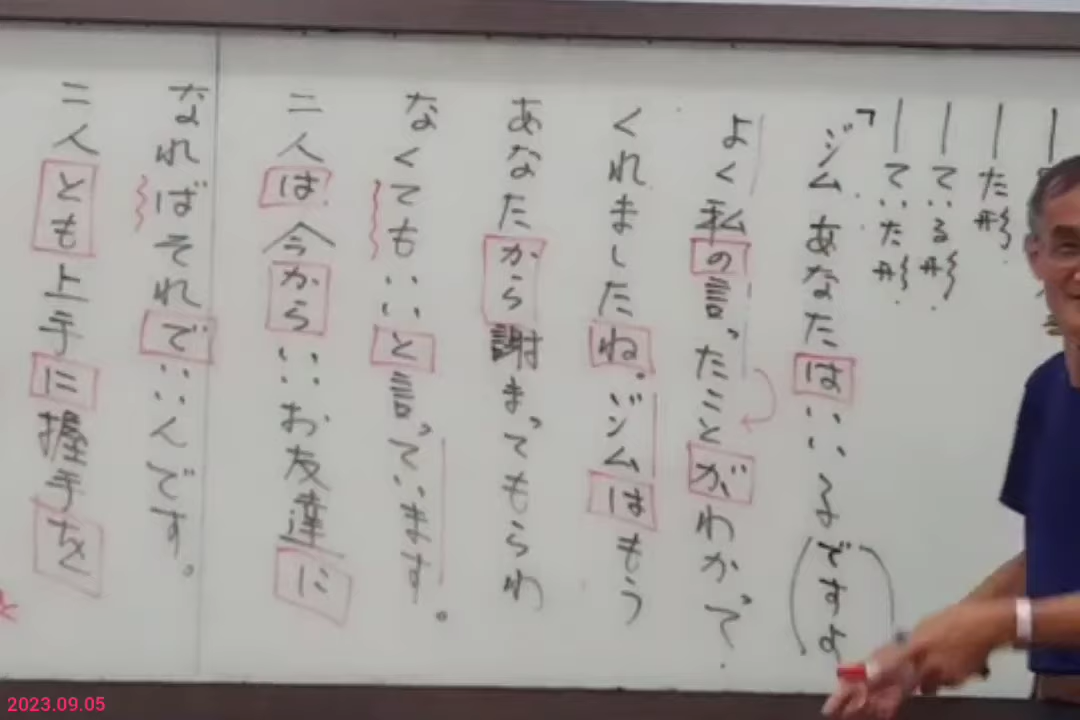 た形
ている形.
ていた形.
「ジムあなたはいい子(ですよ
よく私の言ったことがわかって
くれましたね。ジムはもう
あなたから謝まってもらわ
なくてもいいと言っています。
二人は今からいいお友達に
なればそれでいいんです。
二人とも上手に握手を
2023.09.05